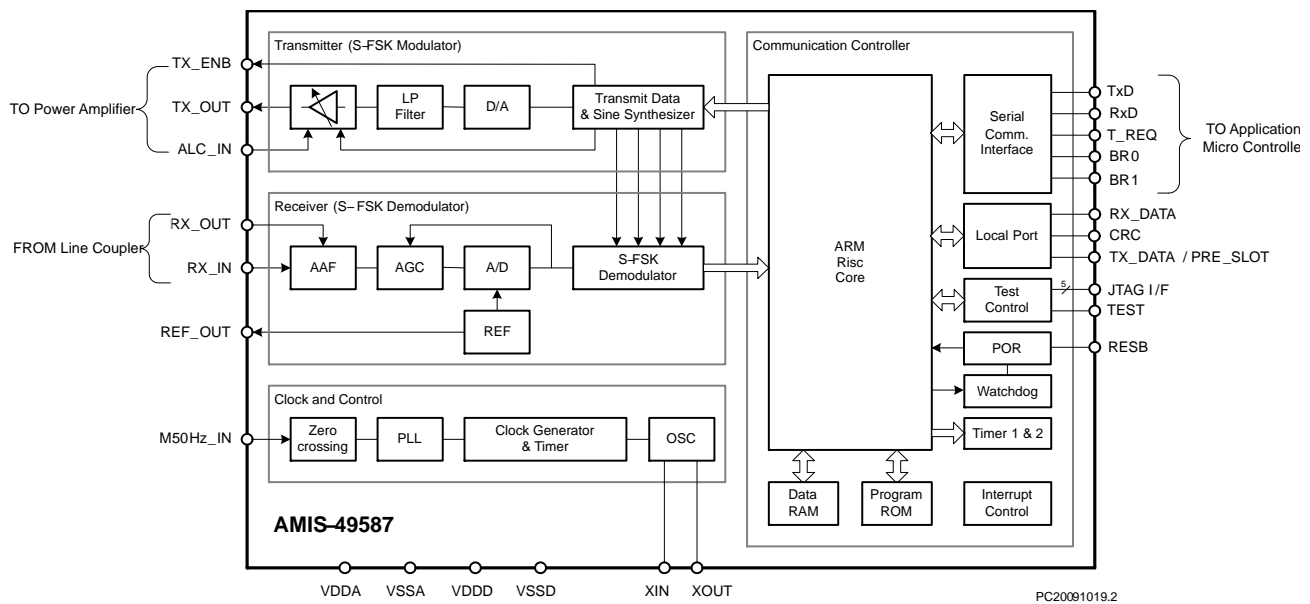 Transmitter (S-FSK Modulator)
Communication Controller
TX_ENB
TO Power Amplifier
TX_OUT
ALC_IN
LP
Filter
D/A
Transmit Data
& Sine Synthesizer
Serial
Comm.
Interface
TxD
RxD
T_REQ
BR0
BR1
TO Application
Micro Controller
Receiver (S-FSK Demodulator)
RX_OUT
FROM Line Coupler
RX_IN
REF_OUT
AAF
AGC
A/D
REF
S-FSK
Demodulator
ARM
Risc
Core
Local Port
RX_DATA
CRC
TX_DATA / PRE_SLOT
Test
Control
5
JTAG I/F
TEST
POR
RESB
Watchdog
Timer 1 & 2
Clock and Control
M50Hz_IN
Zero
crossing
PLL
Clock Generator
& Timer
OSC
Data
RAM
Program
ROM
Interrupt
Control
AMIS-49587
VDDA
VSSA
VDDD
VSSD
XIN
XOUT
PC20091019.2